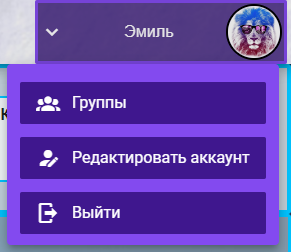 Эмиль
Группы
Редактировать аккаунт
Выйти